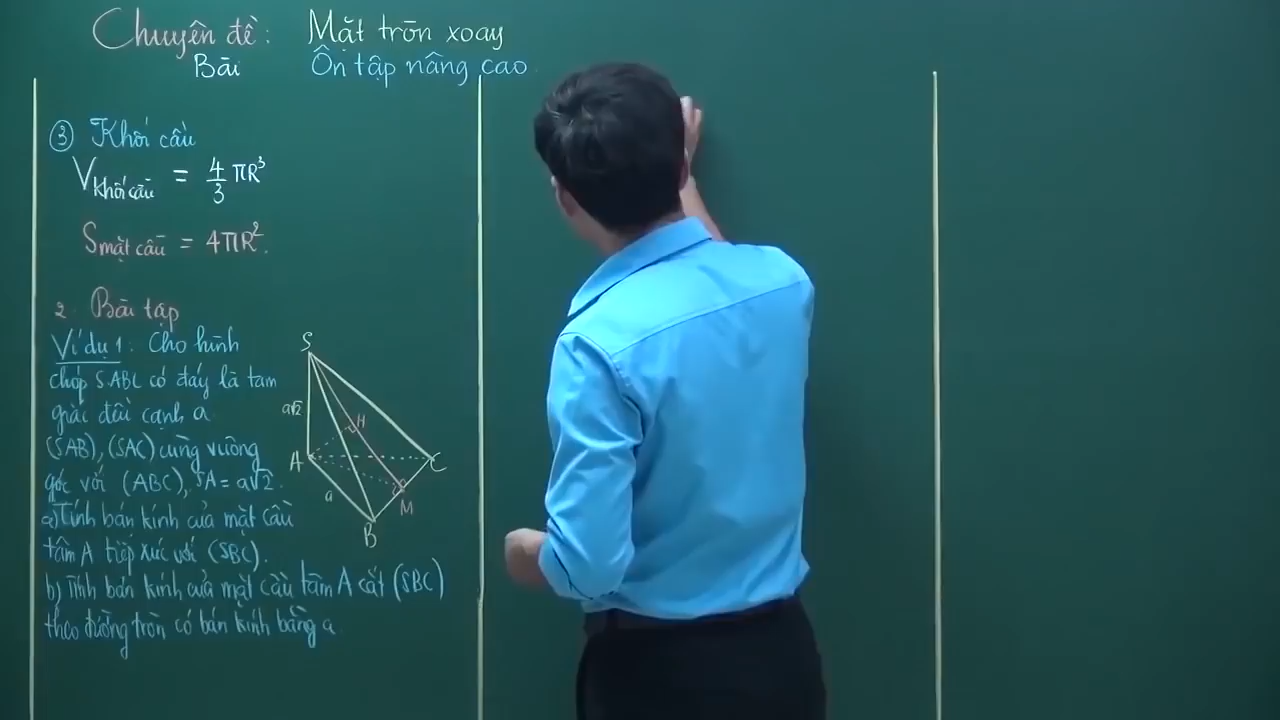 Chuyên đề: Mặt tròn xoay
Bài Ôn tập nâng cao
③ Khối cầu
V khối cầu = 4/3 πR³
S mặt cầu = 4πR².
2. Bài tập
Ví dụ 1: Cho hình
chóp S.ABC có đáy là tam
giác đều cạnh a
(SAB), (SAC) cùng vuông
góc với (ABC), SA = a√2.
a) Tính bán kính của mặt cầu
tâm A tiếp xúc với (SBC).
b) Tính bán kính của mặt cầu tâm A cắt (SBC)
theo đường tròn có bán kính bằng a
S
a√2
H
A
C
a
M
B